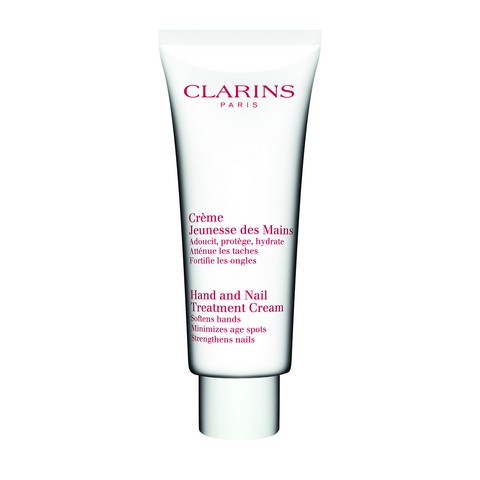 CLARINS
PARIS
Crème
Jeunesse des Mains
Adoucit, protège, hydrate
Atténue les taches
Fortifie les ongles
Hand and Nail
Treatment Cream
Softens hands
Minimizes age spots
Strengthens nails